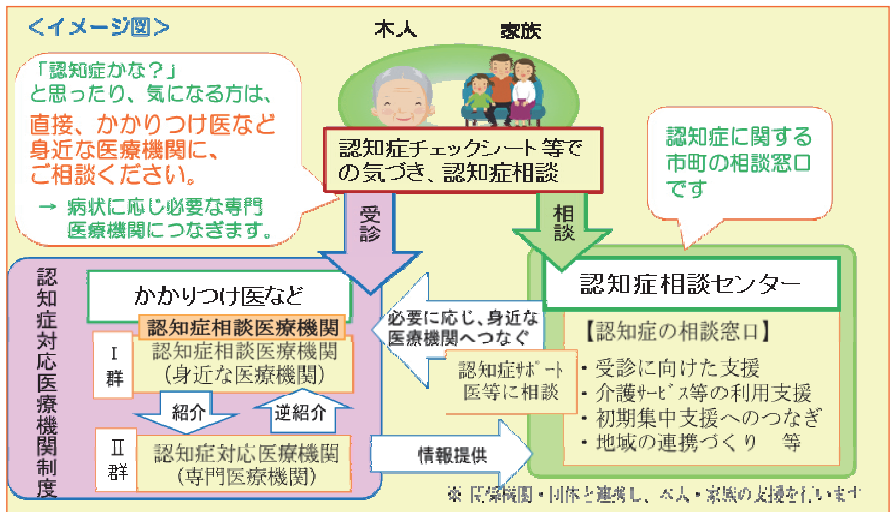 ＜イメージ図＞
本人
家族
「認知症かな？」
と思ったり、気になる方は、
直接、かかりつけ医など
身近な医療機関に、
ご相談ください。
→ 病状に応じ必要な専門
医療機関につなぎます。
認知症チェックシート等で
の気づき、認知症相談
認知症に関する
市町の相談窓口
です
受診
相談
認知症対応医療機関制度
かかりつけ医など
認知症相談医療機関
Ⅰ群
認知症相談医療機関
(身近な医療機関)
紹介
逆紹介
Ⅱ群
認知症対応医療機関
(専門医療機関)
必要に応じ、身近な
医療機関へつなぐ
認知症ｻﾎﾟｰﾄ
医等に相談
情報提供
認知症相談センター
【認知症の相談窓口】
・受診に向けた支援
・介護ｻｰﾋﾞｽ等の利用支援
・初期集中支援へのつなぎ
・地域の連携づくり　等
※ 関係機関・団体と連携し、本人・家族の支援を行います